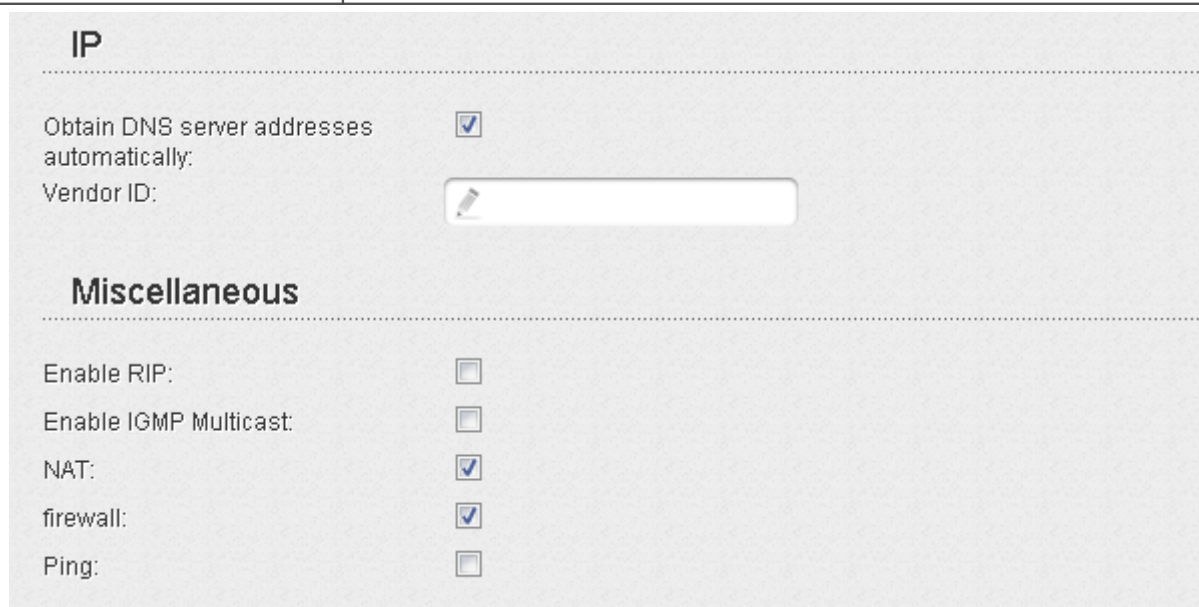 IP
Obtain DNS server addresses
automatically:
Vendor ID:
Miscellaneous
Enable RIP:
Enable IGMP Multicast:
NAT:
firewall:
Ping: